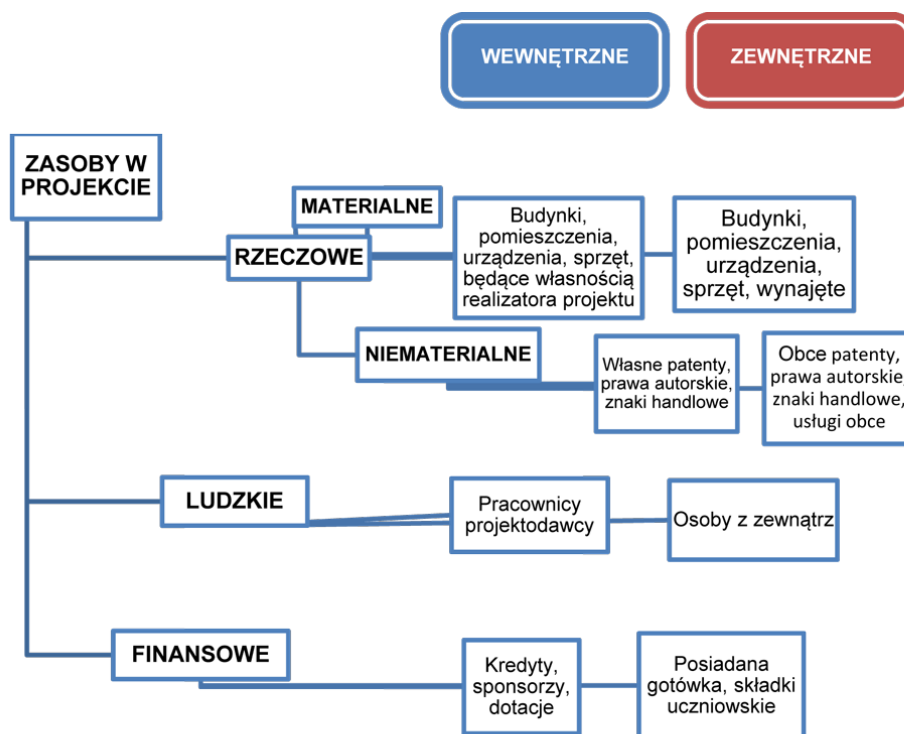 WEWNĘTRZNE
ZEWNĘTRZNE
ZASOBY W
PROJEKCIE
MATERIALNE
RZECZOWE
Budynki,
pomieszczenia,
urządzenia, sprzęt,
będące własnością
realizatora projektu
Budynki,
pomieszczenia,
urządzenia,
sprzęt, wynajęte
NIEMATERIALNE
Własne patenty,
prawa autorskie,
znaki handlowe
Obce patenty,
prawa autorskie,
znaki handlowe,
usługi obce
LUDZKIE
Pracownicy
projektodawcy
Osoby z zewnątrz
FINANSOWE
Kredyty,
sponsorzy,
dotacje
Posiadana
gotówka, składki
uczniowskie